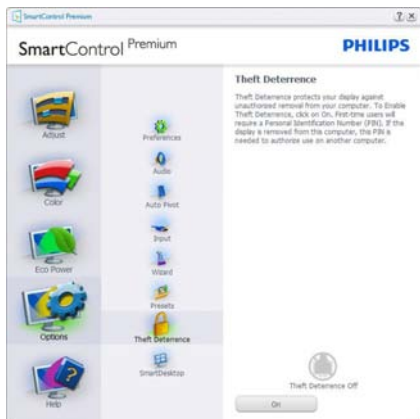 SmartControl Premium
SmartControl Premium
PHILIPS
Adjust
Color
Eco Power
Options
Help
Preferences
Audio
Auto Pivot
Input
Wizard
Presets
Theft Deterrence
SmartDesktop
Theft Deterrence
Theft Deterrence protects your display against
unauthorized removal from your computer. To Enable
Theft Deterrence, click on On. First-time users will
require a Personal Identification Number (PIN). If the
display is removed from this computer, this PIN is
needed to authorize use on another computer.
Theft Deterrence Off
On